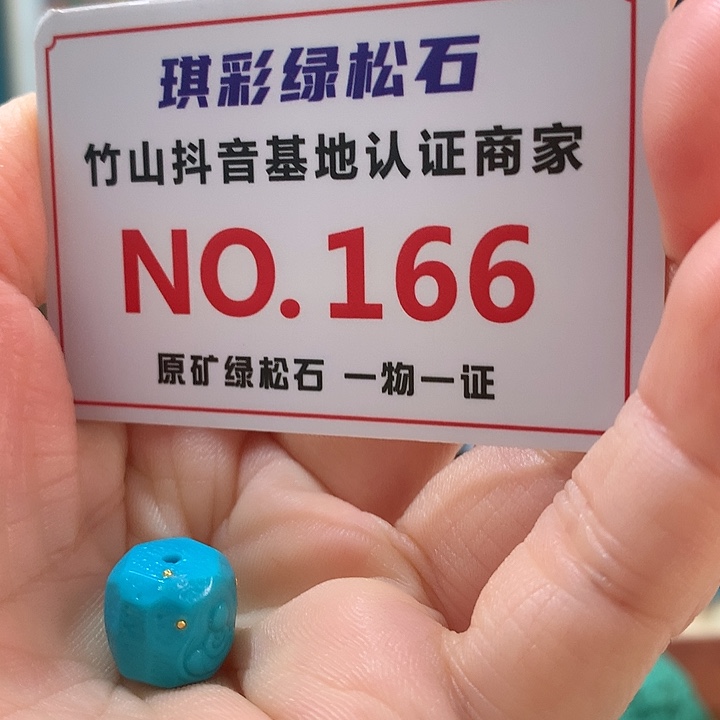 琪彩绿松石
竹山抖音基地认证商家
NO.166
原矿绿松石 一物一证